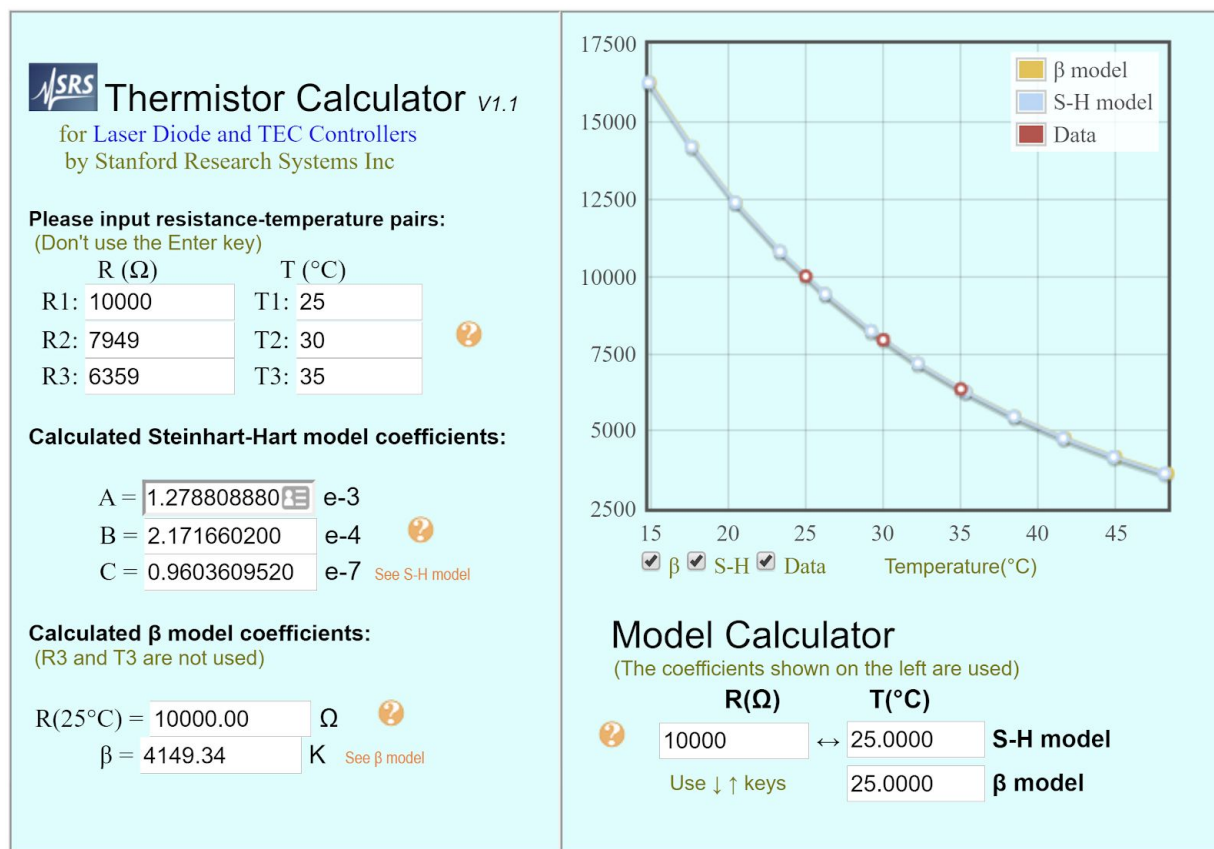 SRS Thermistor Calculator V1.1
for Laser Diode and TEC Controllers
by Stanford Research Systems Inc
Please input resistance-temperature pairs:
(Don't use the Enter key)
R (Ω) T (°C)
R1: 10000 T1: 25
R2: 7949 T2: 30 ?
R3: 6359 T3: 35
Calculated Steinhart-Hart model coefficients:
A = 1.278808880 e-3
B = 2.171660200 e-4 ?
C = 0.9603609520 e-7 See S-H model
Calculated β model coefficients:
(R3 and T3 are not used)
R(25°C) = 10000.00 Ω ?
β = 4149.34 K See β model
17500
15000
12500
10000
7500
5000
2500
15 20 25 30 35 40 45
β model
S-H model
Data
β S-H Data Temperature(°C)
Model Calculator
(The coefficients shown on the left are used)
R(Ω) T(°C)
? 10000 ↔ 25.0000 S-H model
Use ↓ ↑ keys 25.0000 β model